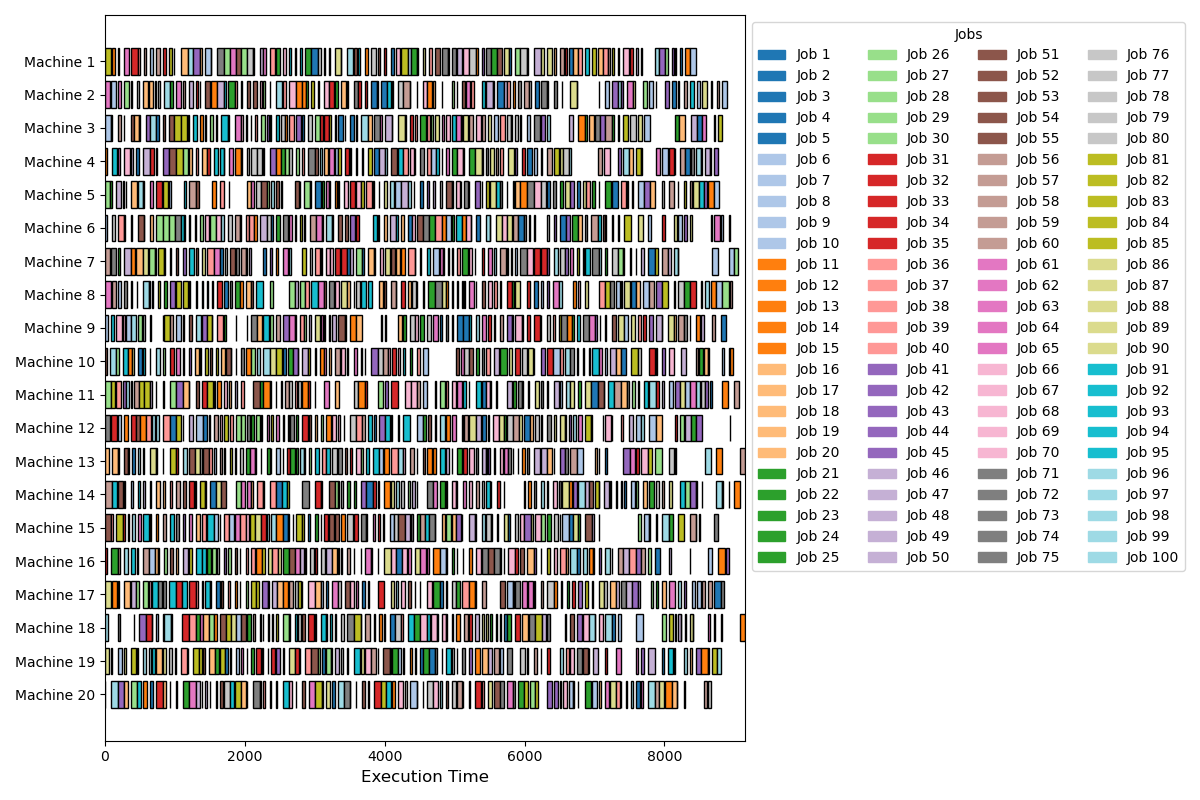 Machine 1
Machine 2
Machine 3
Machine 4
Machine 5
Machine 6
Machine 7
Machine 8
Machine 9
Machine 10
Machine 11
Machine 12
Machine 13
Machine 14
Machine 15
Machine 16
Machine 17
Machine 18
Machine 19
Machine 20
0 2000 4000 6000 8000
Execution Time
Jobs
Job 1 Job 26 Job 51 Job 76
Job 2 Job 27 Job 52 Job 77
Job 3 Job 28 Job 53 Job 78
Job 4 Job 29 Job 54 Job 79
Job 5 Job 30 Job 55 Job 80
Job 6 Job 31 Job 56 Job 81
Job 7 Job 32 Job 57 Job 82
Job 8 Job 33 Job 58 Job 83
Job 9 Job 34 Job 59 Job 84
Job 10 Job 35 Job 60 Job 85
Job 11 Job 36 Job 61 Job 86
Job 12 Job 37 Job 62 Job 87
Job 13 Job 38 Job 63 Job 88
Job 14 Job 39 Job 64 Job 89
Job 15 Job 40 Job 65 Job 90
Job 16 Job 41 Job 66 Job 91
Job 17 Job 42 Job 67 Job 92
Job 18 Job 43 Job 68 Job 93
Job 19 Job 44 Job 69 Job 94
Job 20 Job 45 Job 70 Job 95
Job 21 Job 46 Job 71 Job 96
Job 22 Job 47 Job 72 Job 97
Job 23 Job 48 Job 73 Job 98
Job 24 Job 49 Job 74 Job 99
Job 25 Job 50 Job 75 Job 100